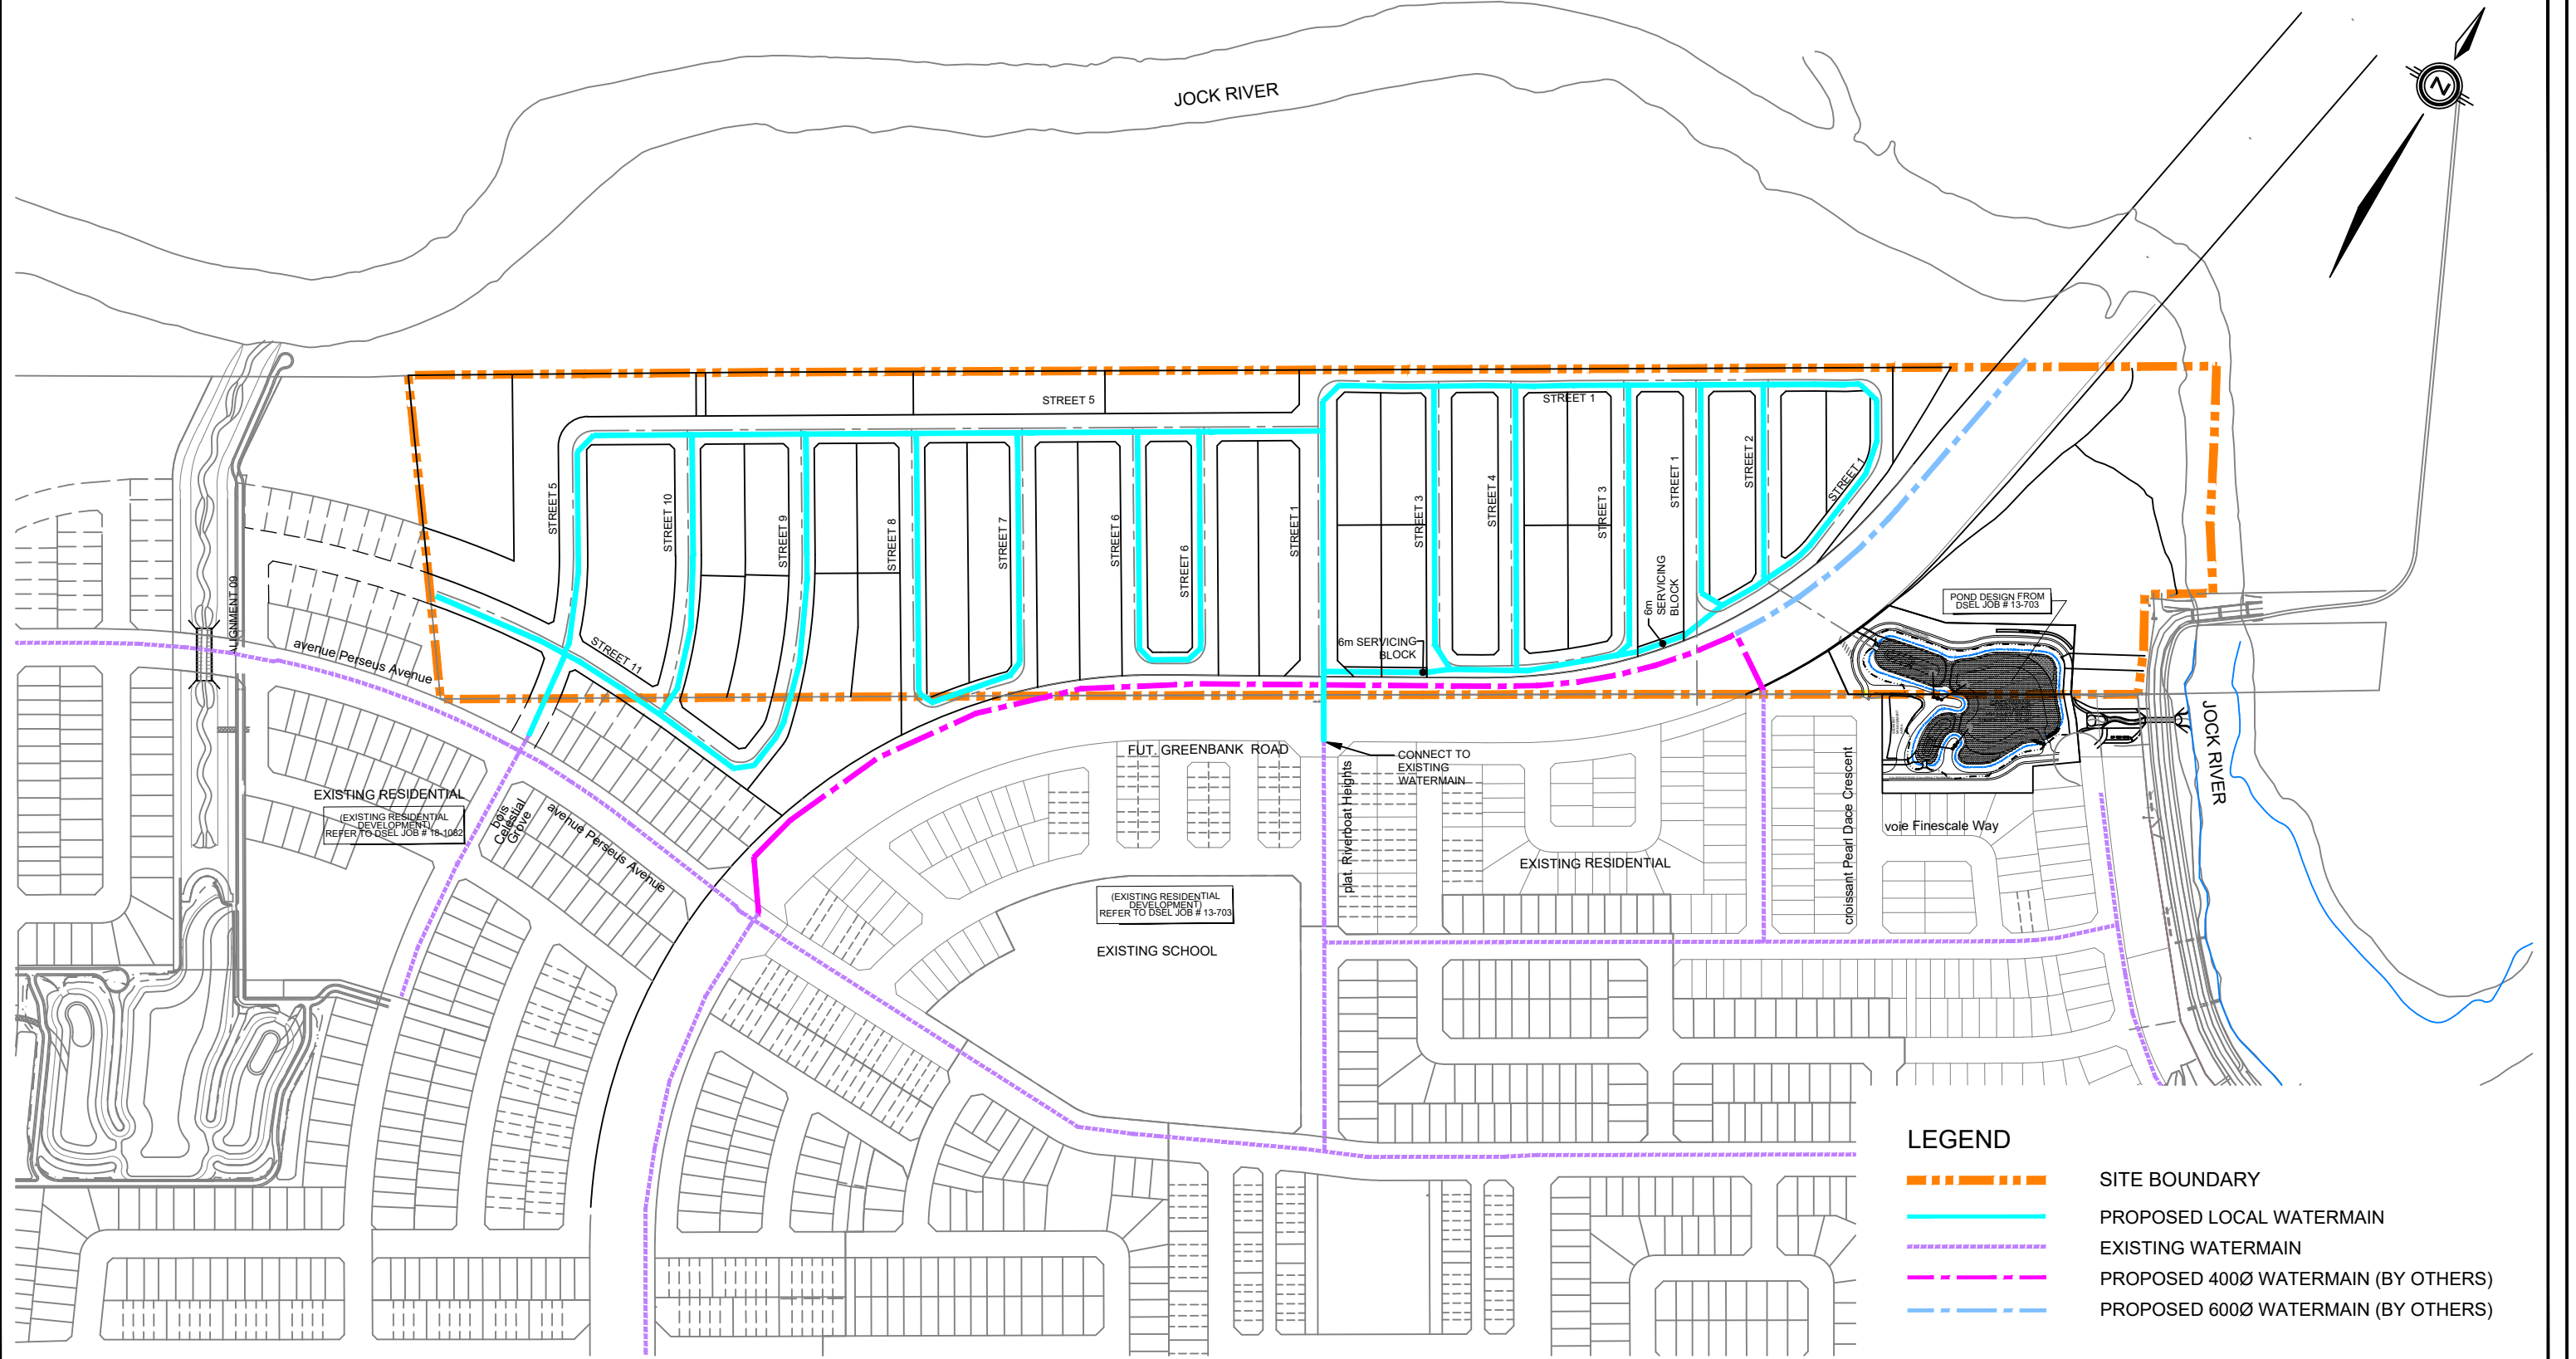 JOCK RIVER
N
STREET 5
STREET 1
STREET 5
STREET 10
STREET 9
STREET 8
STREET 7
STREET 6
STREET 6
STREET 1
STREET 3
STREET 4
STREET 3
STREET 1
STREET 2
STREET 1
STREET 11
6m SERVICING
BLOCK
6m
SERVICING
BLOCK
ALIGNMENT 09
avenue Perseus Avenue
POND DESIGN FROM
DSEL JOB # 13-703
JOCK RIVER
FUT. GREENBANK ROAD
CONNECT TO
EXISTING
WATERMAIN
plat. Riverboat Heights
croissant Pearl Dace Crescent
voie Finescale Way
EXISTING RESIDENTIAL
(EXISTING RESIDENTIAL
DEVELOPMENT)
REFER TO DSEL JOB # 18-1082
bois
Celestial
Grove
avenue Perseus Avenue
EXISTING RESIDENTIAL
(EXISTING RESIDENTIAL
DEVELOPMENT)
REFER TO DSEL JOB # 13-703
EXISTING SCHOOL
LEGEND
SITE BOUNDARY
PROPOSED LOCAL WATERMAIN
EXISTING WATERMAIN
PROPOSED 400Ø WATERMAIN (BY OTHERS)
PROPOSED 600Ø WATERMAIN (BY OTHERS)